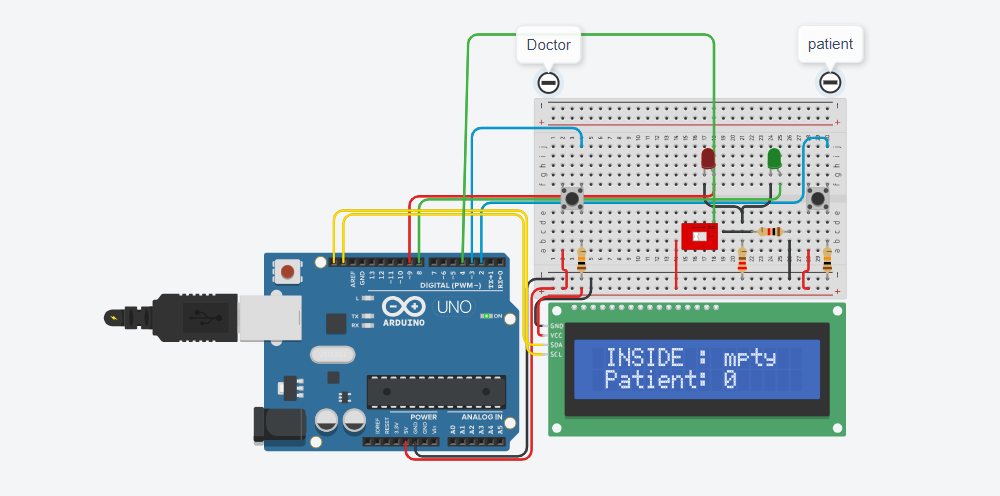 Doctor
patient
AREF
GND
13
12
~11
~10
~9
8
7
~6
~5
4
~3
2
TX→1
RX←0
DIGITAL (PWM~)
L
TX
RX
UNO
ON
ARDUINO
GND
VCC
SDA
SCL
INSIDE : mpty
Patient: 0
POWER
ANALOG IN
IOREF
RESET
3.3V
5V
GND
GND
Vin
A0
A1
A2
A3
A4
A5